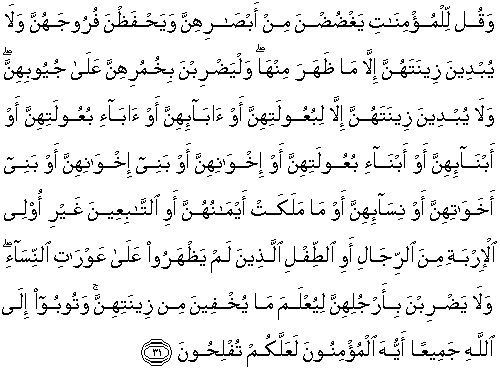 وَقُل لِّلْمُؤْمِنَـٰتِ يَغْضُضْنَ مِنْ أَبْصَـٰرِهِنَّ وَيَحْفَظْنَ فُرُوجَهُنَّ وَلَا
يُبْدِينَ زِينَتَهُنَّ إِلَّا مَا ظَهَرَ مِنْهَا ۖ وَلْيَضْرِبْنَ بِخُمُرِهِنَّ عَلَىٰ جُيُوبِهِنَّ ۖ
وَلَا يُبْدِينَ زِينَتَهُنَّ إِلَّا لِبُعُولَتِهِنَّ أَوْ ءَابَآئِهِنَّ أَوْ ءَابَآءِ بُعُولَتِهِنَّ أَوْ
أَبْنَآئِهِنَّ أَوْ أَبْنَآءِ بُعُولَتِهِنَّ أَوْ إِخْوَٰنِهِنَّ أَوْ بَنِىٓ إِخْوَٰنِهِنَّ أَوْ بَنِىٓ
أَخَوَٰتِهِنَّ أَوْ نِسَآئِهِنَّ أَوْ مَا مَلَكَتْ أَيْمَـٰنُهُنَّ أَوِ ٱلتَّـٰبِعِينَ غَيْرِ أُو۟لِى
ٱلْإِرْبَةِ مِنَ ٱلرِّجَالِ أَوِ ٱلطِّفْلِ ٱلَّذِينَ لَمْ يَظْهَرُوا۟ عَلَىٰ عَوْرَٰتِ ٱلنِّسَآءِ ۖ
وَلَا يَضْرِبْنَ بِأَرْجُلِهِنَّ لِيُعْلَمَ مَا يُخْفِينَ مِن زِينَتِهِنَّ ۚ وَتُوبُوٓا۟ إِلَى
ٱللَّهِ جَمِيعًا أَيُّهَ ٱلْمُؤْمِنُونَ لَعَلَّكُمْ تُفْلِحُونَ ٣١